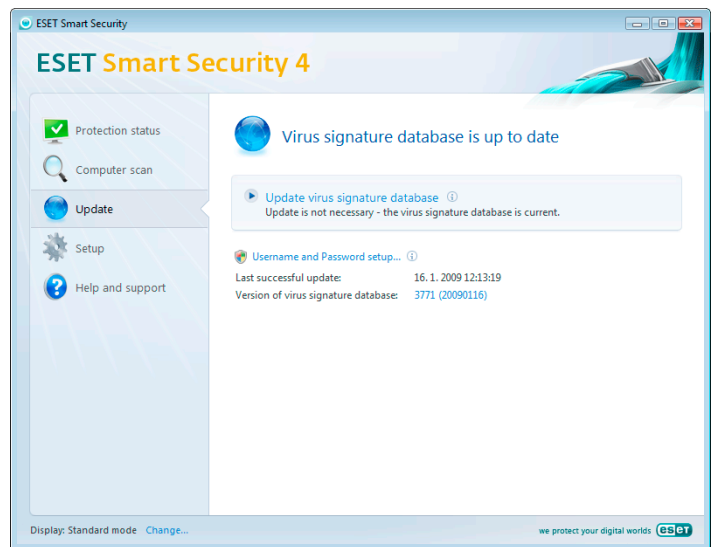 ESET Smart Security
ESET Smart Security 4
Protection status
Computer scan
Update
Setup
Help and support
Virus signature database is up to date
Update virus signature database
Update is not necessary - the virus signature database is current.
Username and Password setup...
Last successful update: 16. 1. 2009 12:13:19
Version of virus signature database: 3771 (20090116)
Display: Standard mode Change...
we protect your digital worlds eset